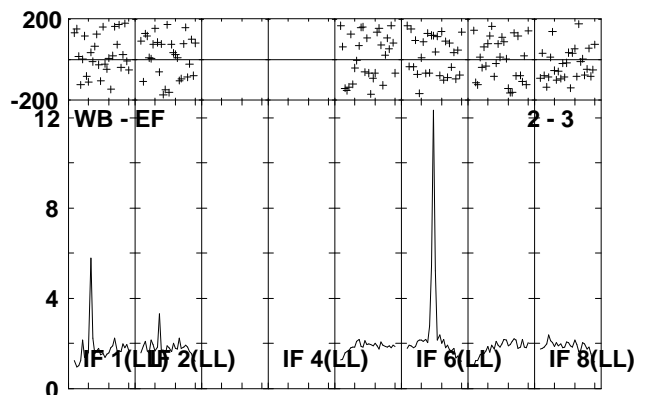 200
-200
12 WB - EF 2 - 3
8
4
0
IF 1(LL) IF 2(LL) IF 4(LL) IF 6(LL) IF 8(LL)